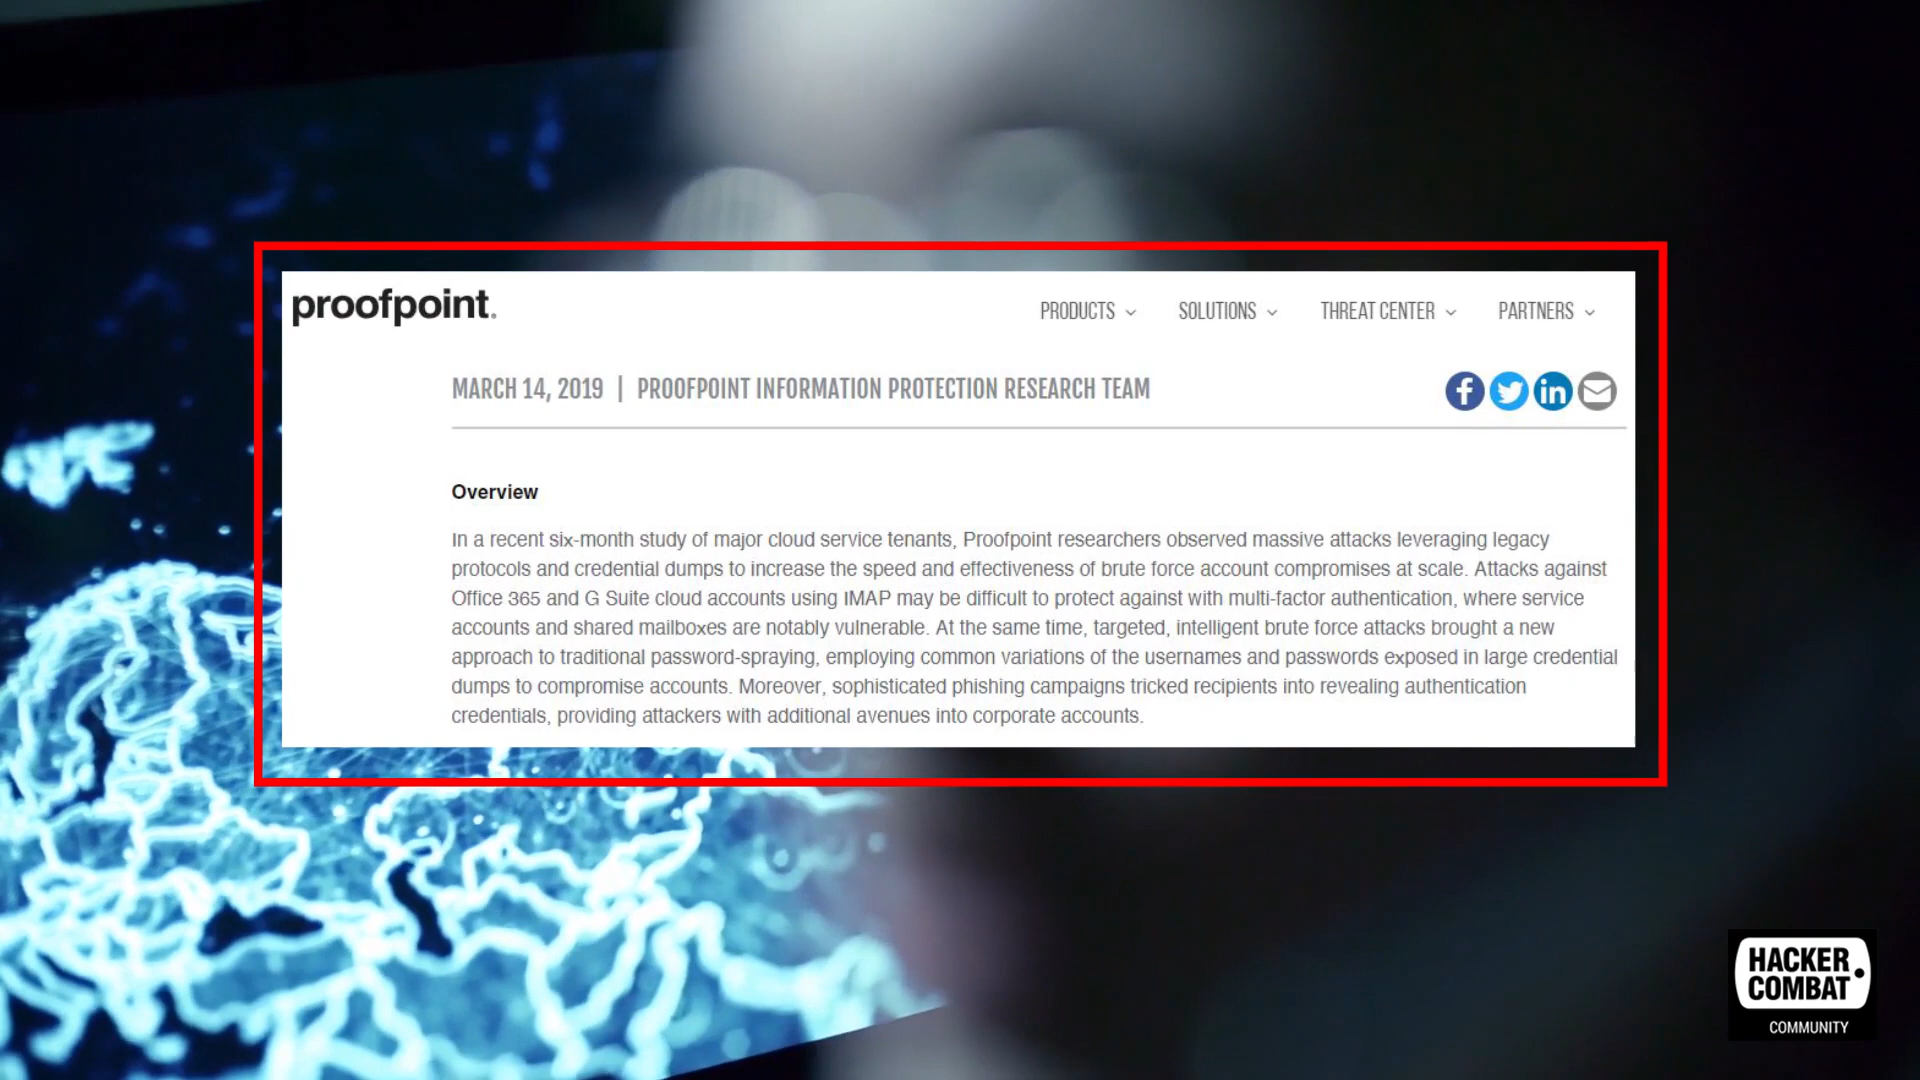 proofpoint.
PRODUCTS
SOLUTIONS
THREAT CENTER
PARTNERS
MARCH 14, 2019 | PROOFPOINT INFORMATION PROTECTION RESEARCH TEAM
Overview
In a recent six-month study of major cloud service tenants, Proofpoint researchers observed massive attacks leveraging legacy
protocols and credential dumps to increase the speed and effectiveness of brute force account compromises at scale. Attacks against
Office 365 and G Suite cloud accounts using IMAP may be difficult to protect against with multi-factor authentication, where service
accounts and shared mailboxes are notably vulnerable. At the same time, targeted, intelligent brute force attacks brought a new
approach to traditional password-spraying, employing common variations of the usernames and passwords exposed in large credential
dumps to compromise accounts. Moreover, sophisticated phishing campaigns tricked recipients into revealing authentication
credentials, providing attackers with additional avenues into corporate accounts.
HACKER
COMBAT
COMMUNITY